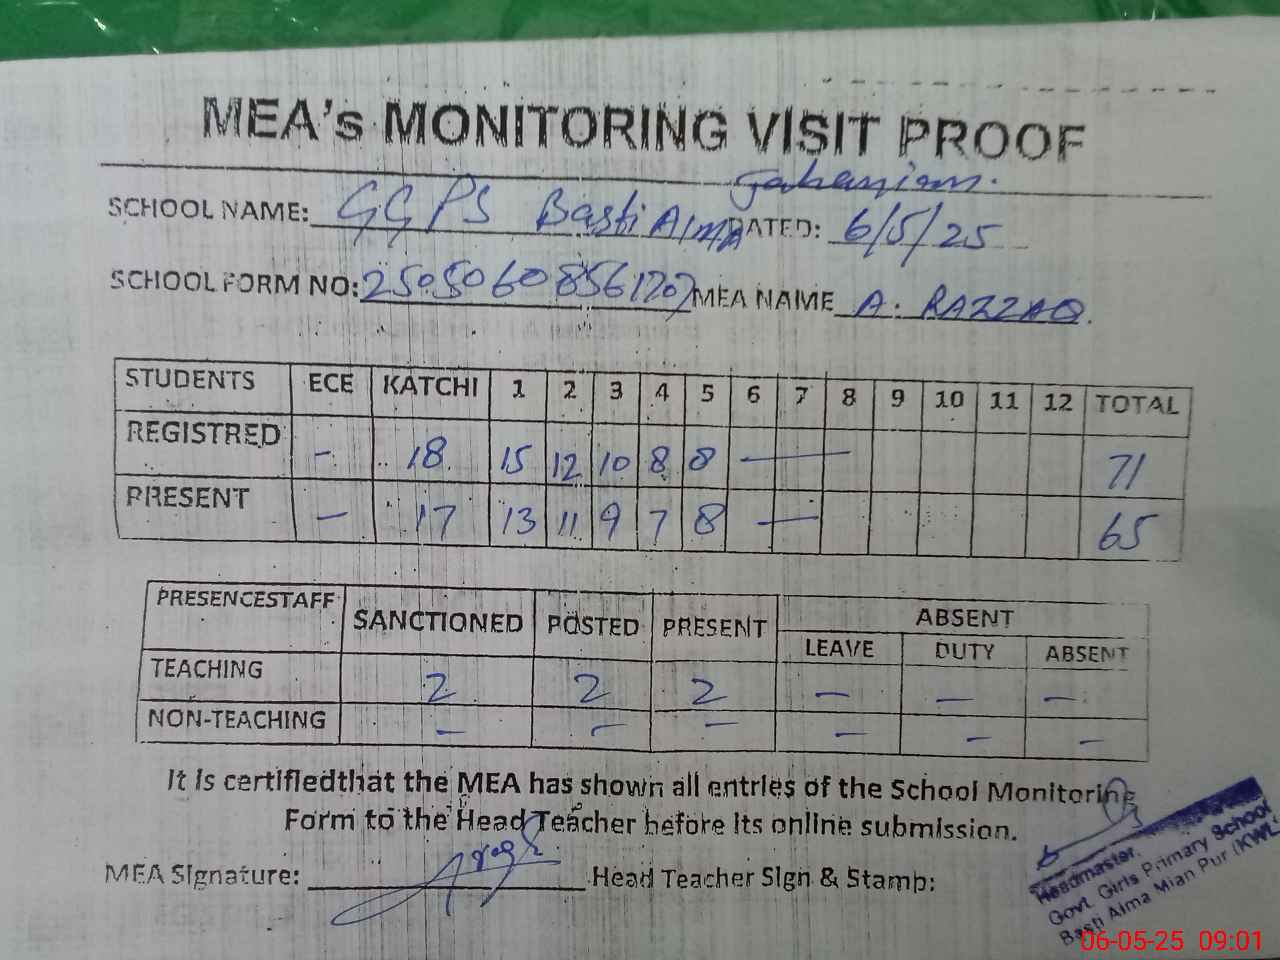 MEA's MONITORING VISIT PROOF
Jahanian.
SCHOOL NAME: GGPS Basti Alma DATED: 6/5/25
SCHOOL FORM NO: MEA NAME A. RAZZAQ.
STUDENTS ECE KATCHI 1 2 3 4 5 6 7 8 9 10 11 12 TOTAL
REGISTRED - 18 15 12 10 8 8 — 71
PRESENT - 17 13 11 9 7 8 — 65
PRESENCESTAFF SANCTIONED POSTED PRESENT ABSENT
LEAVE DUTY ABSENT
TEACHING 2 2 2 - - -
NON-TEACHING - - - - - -
It is certifiedthat the MEA has shown all entries of the School Monitoring
Form to the Head Teacher before its online submission.
MEA Signature: Head Teacher Sign & Stamp:
Headmaster.
Govt. Girls Primary School
Basti Alma Mian Pur (KWL
06-05-25 09:01